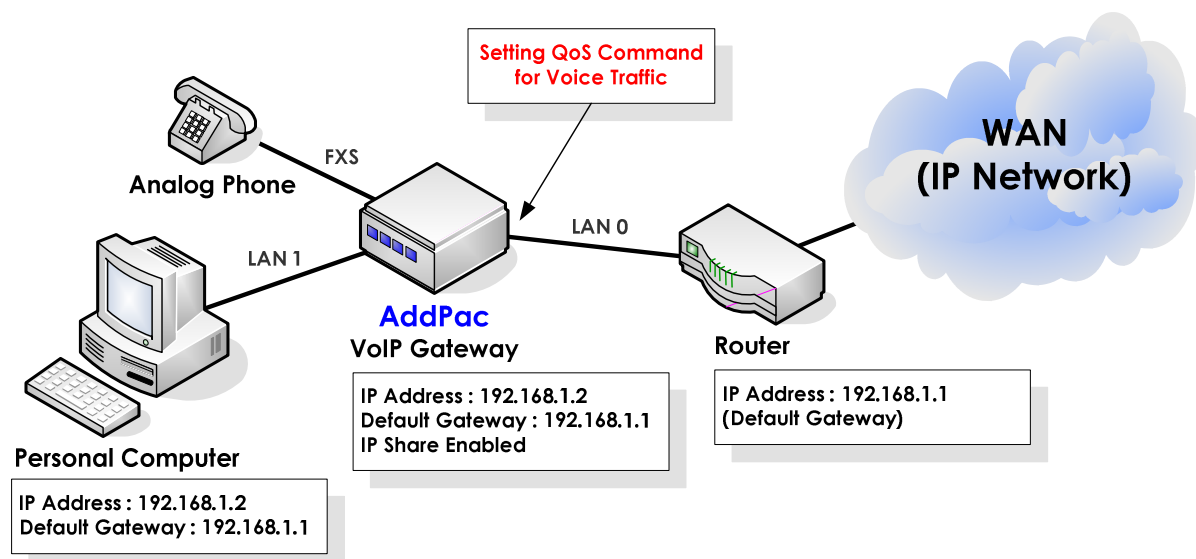 Setting QoS Command
for Voice Traffic
WAN
(IP Network)
FXS
Analog Phone
LAN 0
LAN 1
AddPac
VoIP Gateway
Router
IP Address : 192.168.1.2
Default Gateway : 192.168.1.1
IP Share Enabled
IP Address : 192.168.1.1
(Default Gateway)
Personal Computer
IP Address : 192.168.1.2
Default Gateway : 192.168.1.1